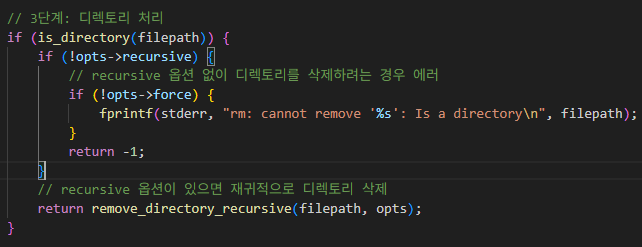 // 3단계: 디렉토리 처리
if (is_directory(filepath)) {
    if (!opts->recursive) {
        // recursive 옵션 없이 디렉토리를 삭제하려는 경우 에러
        if (!opts->force) {
            fprintf(stderr, "rm: cannot remove '%s': Is a directory\n", filepath);
        }
        return -1;
    }
    // recursive 옵션이 있으면 재귀적으로 디렉토리 삭제
    return remove_directory_recursive(filepath, opts);
}